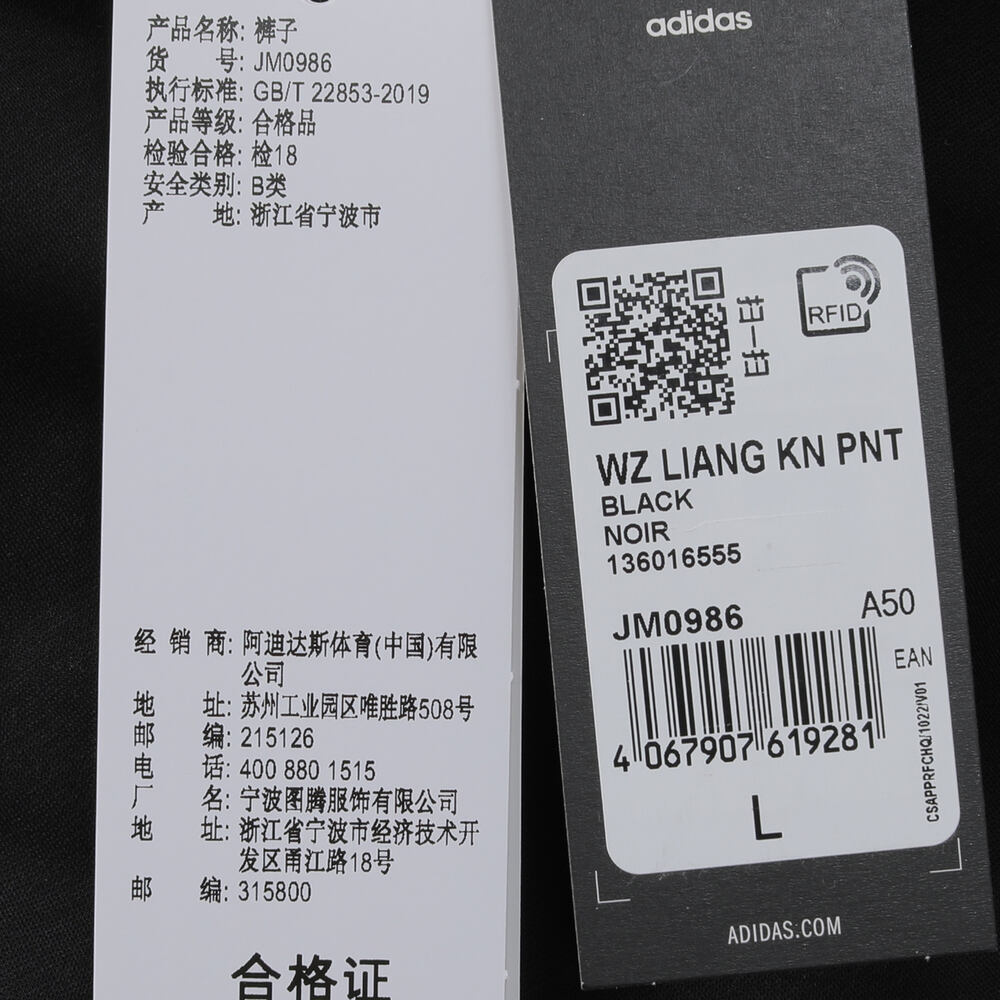 产品名称: 裤子
货 号: JM0986
执行标准: GB/T 22853-2019
产品等级: 合格品
检验合格: 检18
安全类别: B类
产 地: 浙江省宁波市
经 销 商: 阿迪达斯体育(中国)有限
公司
地 址: 苏州工业园区唯胜路508号
邮 编: 215126
电 话: 400 880 1515
厂 名: 宁波图腾服饰有限公司
地 址: 浙江省宁波市经济技术开
发区甬江路18号
邮 编: 315800
合格证
adidas
扫一扫
RFID
WZ LIANG KN PNT
BLACK
NOIR
136016555
JM0986 A50
EAN
4 067907 619281
CSAPPRFCHQ/1022/V01
L
ADIDAS.COM